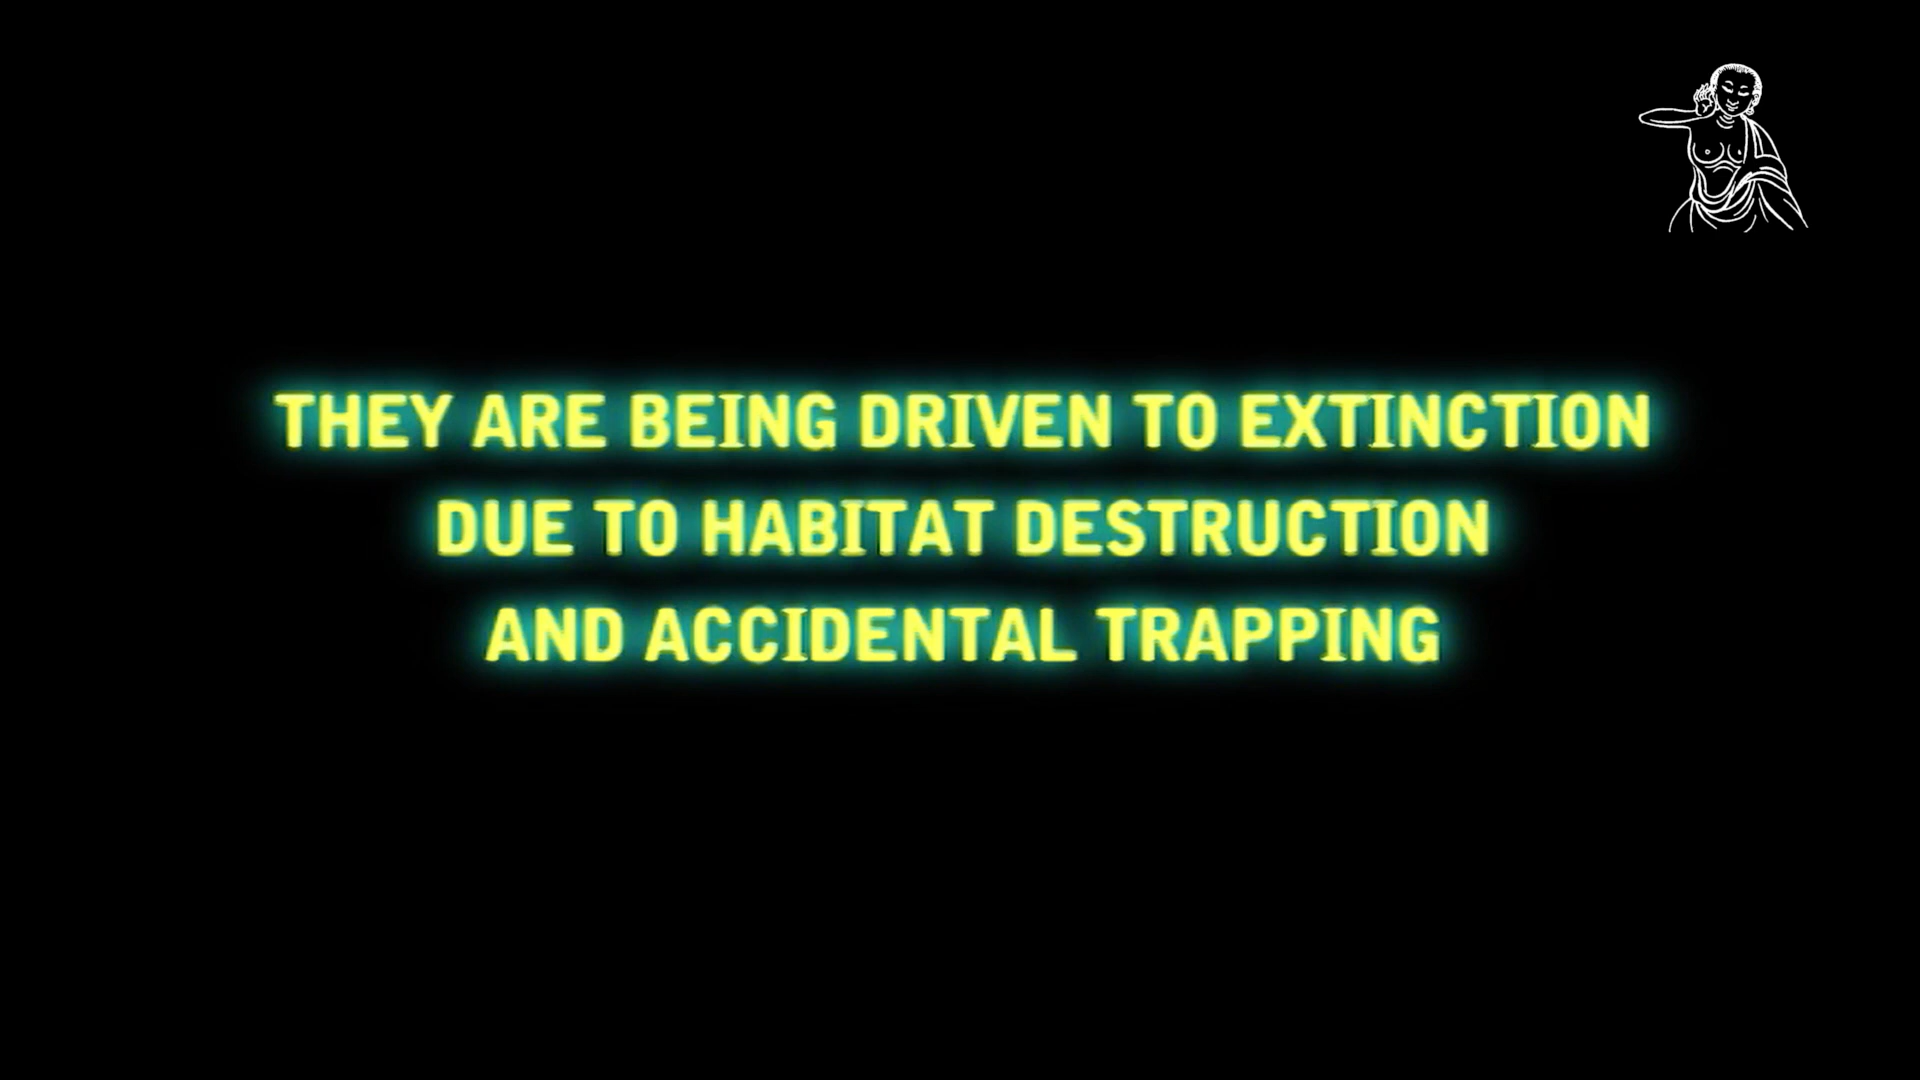 THEY ARE BEING DRIVEN TO EXTINCTION
DUE TO HABITAT DESTRUCTION
AND ACCIDENTAL TRAPPING